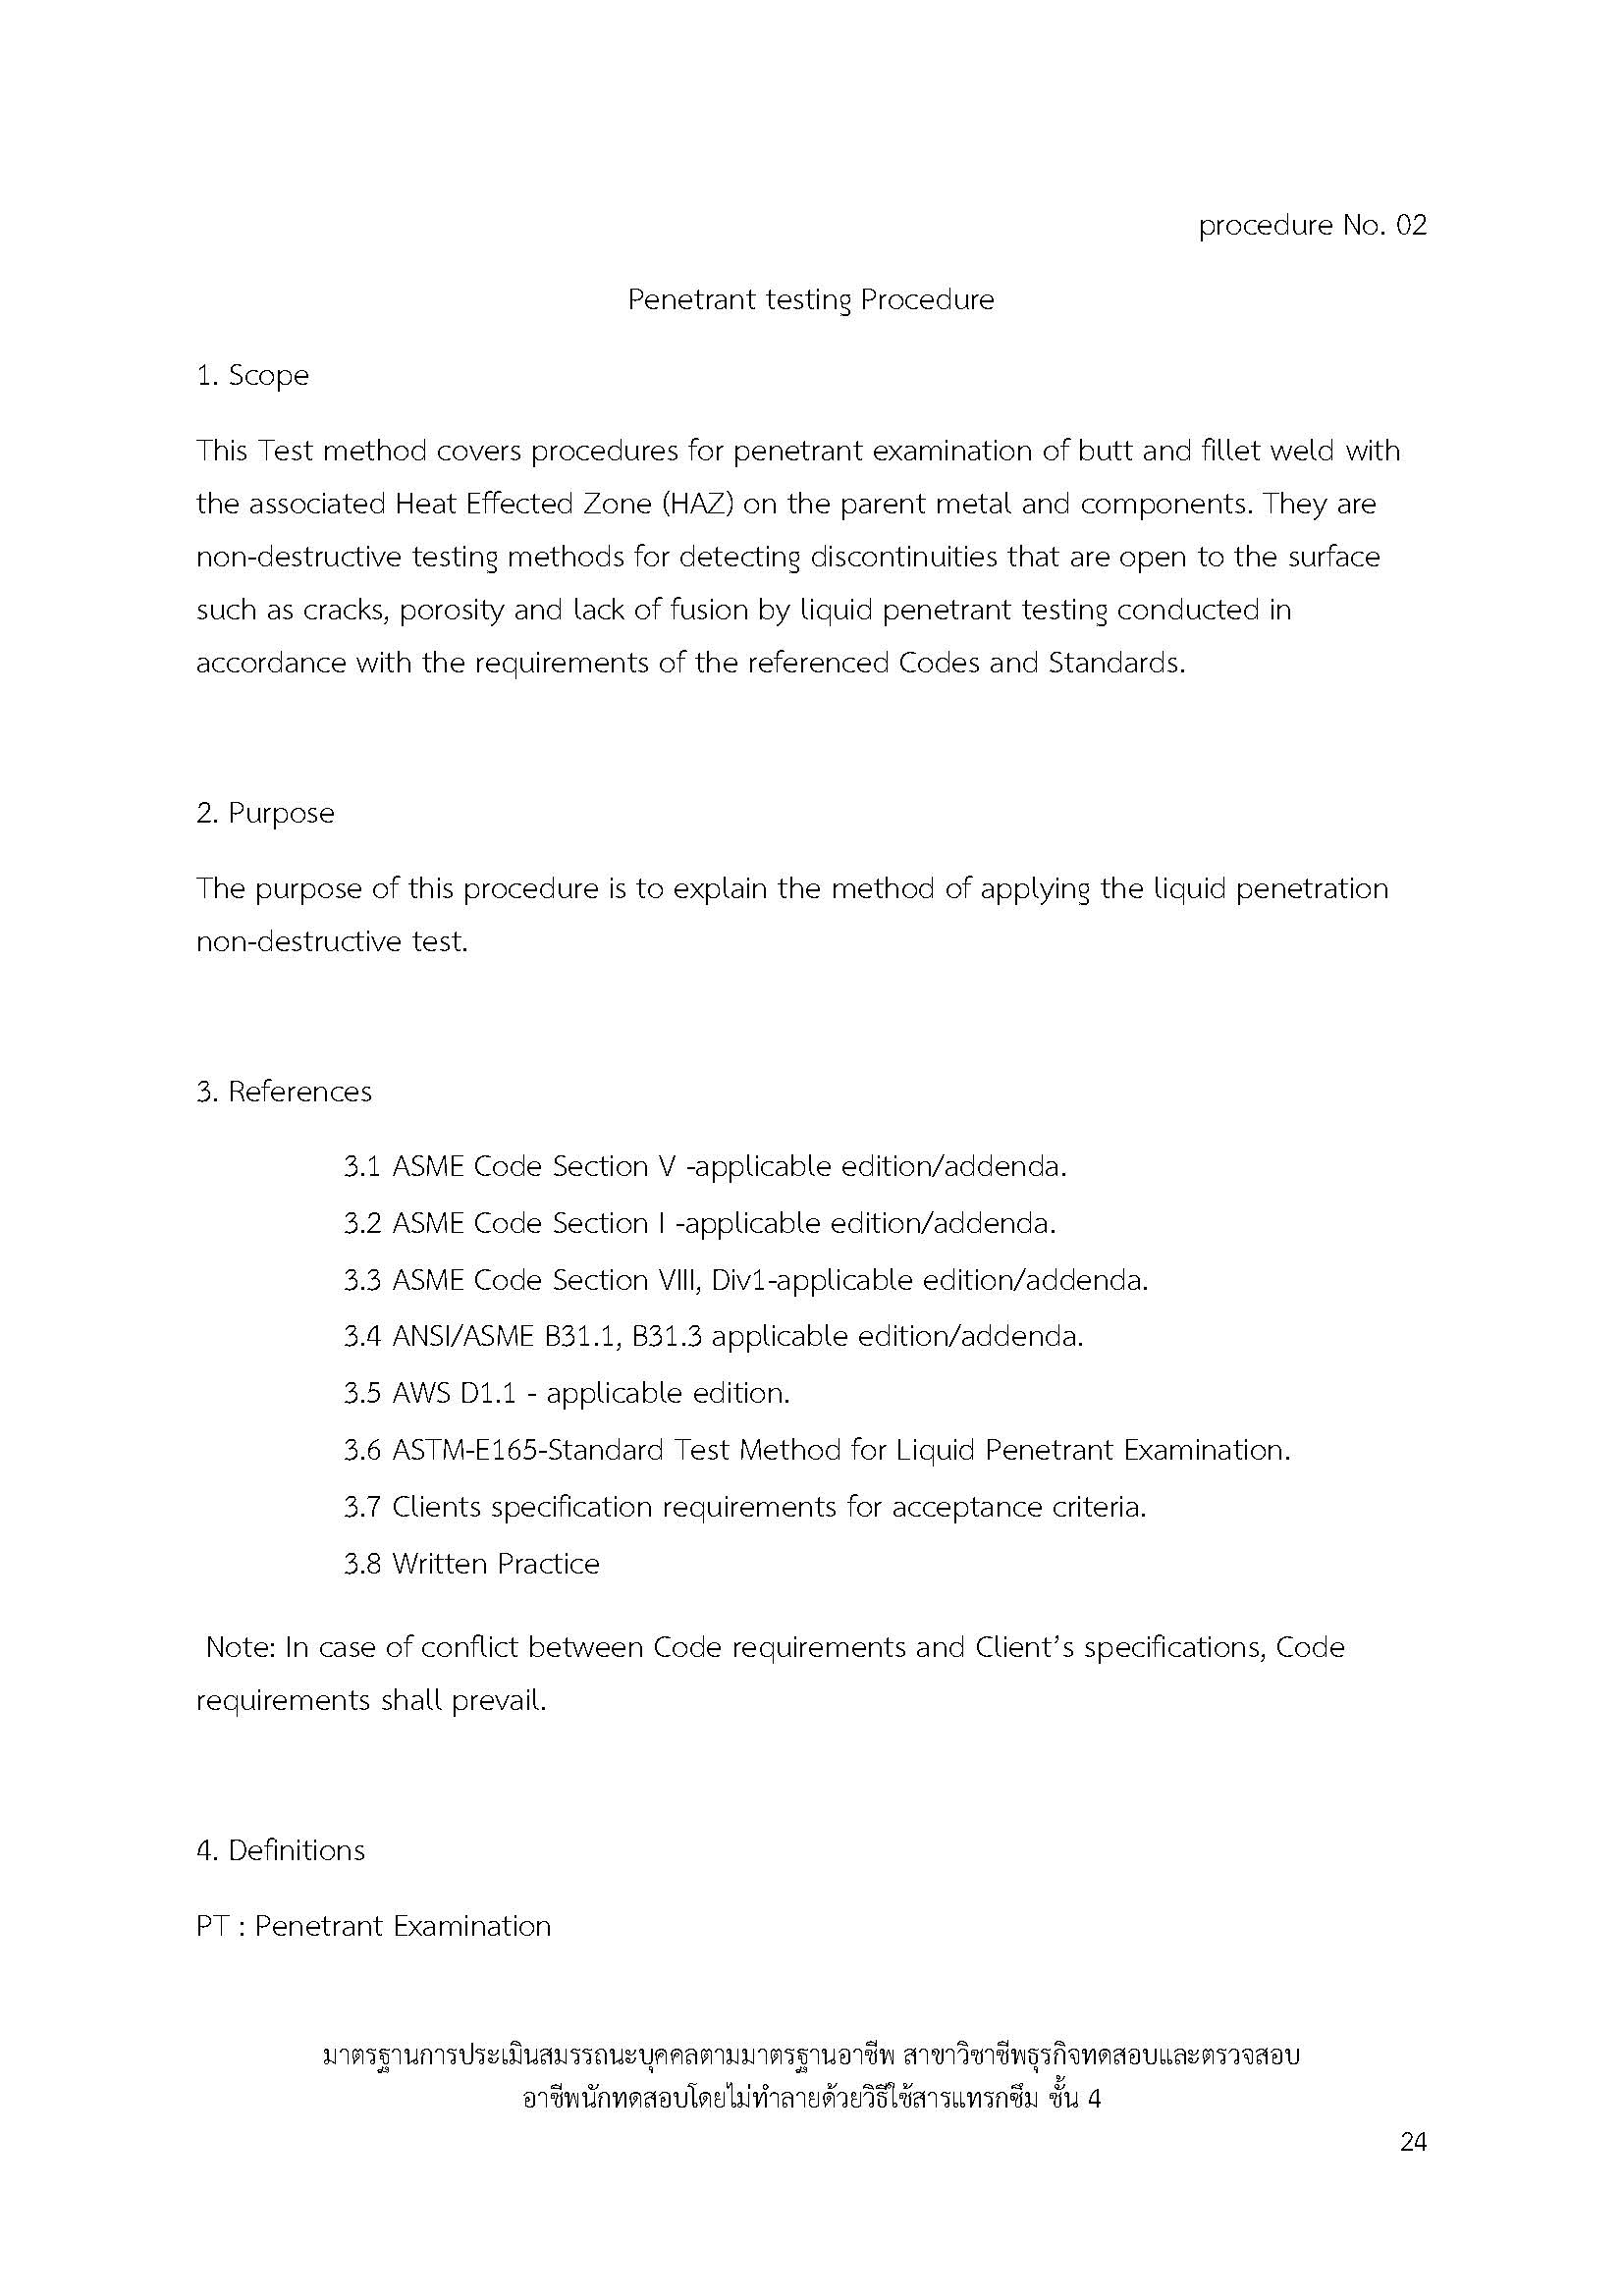 procedure No. 02
Penetrant testing Procedure
1. Scope
This Test method covers procedures for penetrant examination of butt and fillet weld with
the associated Heat Effected Zone (HAZ) on the parent metal and components. They are
non-destructive testing methods for detecting discontinuities that are open to the surface
such as cracks, porosity and lack of fusion by liquid penetrant testing conducted in
accordance with the requirements of the referenced Codes and Standards.
2. Purpose
The purpose of this procedure is to explain the method of applying the liquid penetration
non-destructive test.
3. References
3.1 ASME Code Section V -applicable edition/addenda.
3.2 ASME Code Section I -applicable edition/addenda.
3.3 ASME Code Section VIII, Div1-applicable edition/addenda.
3.4 ANSI/ASME B31.1, B31.3 applicable edition/addenda.
3.5 AWS D1.1 - applicable edition.
3.6 ASTM-E165-Standard Test Method for Liquid Penetrant Examination.
3.7 Clients specification requirements for acceptance criteria.
3.8 Written Practice
Note: In case of conflict between Code requirements and Client’s specifications, Code
requirements shall prevail.
4. Definitions
PT : Penetrant Examination
มาตรฐานการประเมินสมรรถนะบุคคลตามมาตรฐานอาชีพ สาขาวิชาชีพธุรกิจทดสอบและตรวจสอบ
อาชีพนักทดสอบโดยไม่ทำลายด้วยวิธีใช้สารแทรกซึม ชั้น 4
24